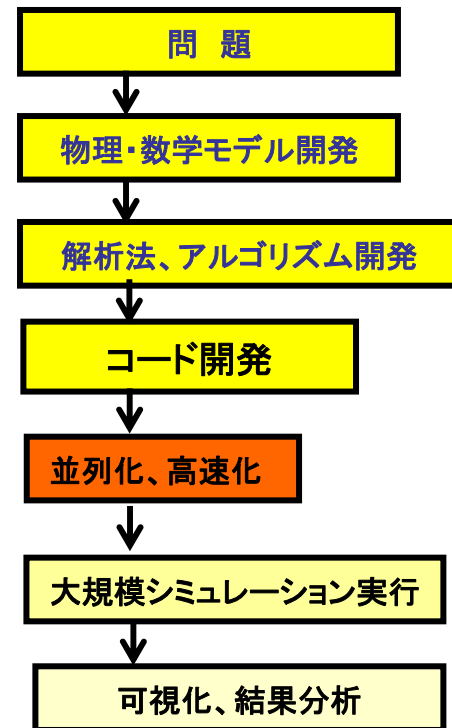 問 題
物理・数学モデル開発
解析法、アルゴリズム開発
コード開発
並列化、高速化
大規模シミュレーション実行
可視化、結果分析